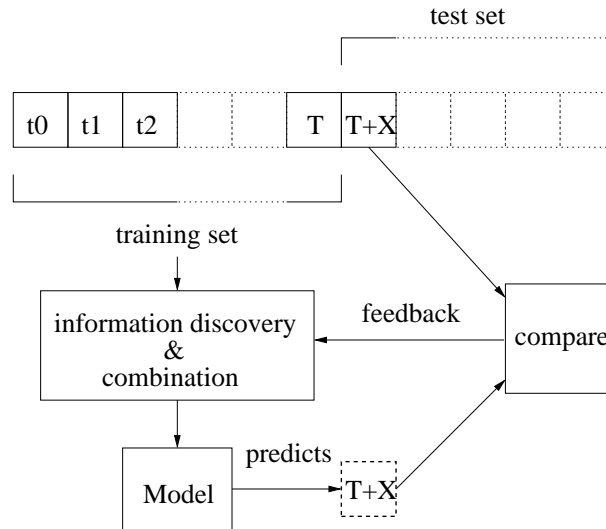 test set
t0 t1 t2 T T+X
training set
information discovery
&
combination
feedback
compare
predicts
Model
T+X